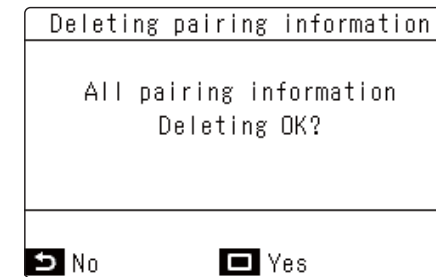 Deleting pairing information
All pairing information
Deleting OK?
No Yes